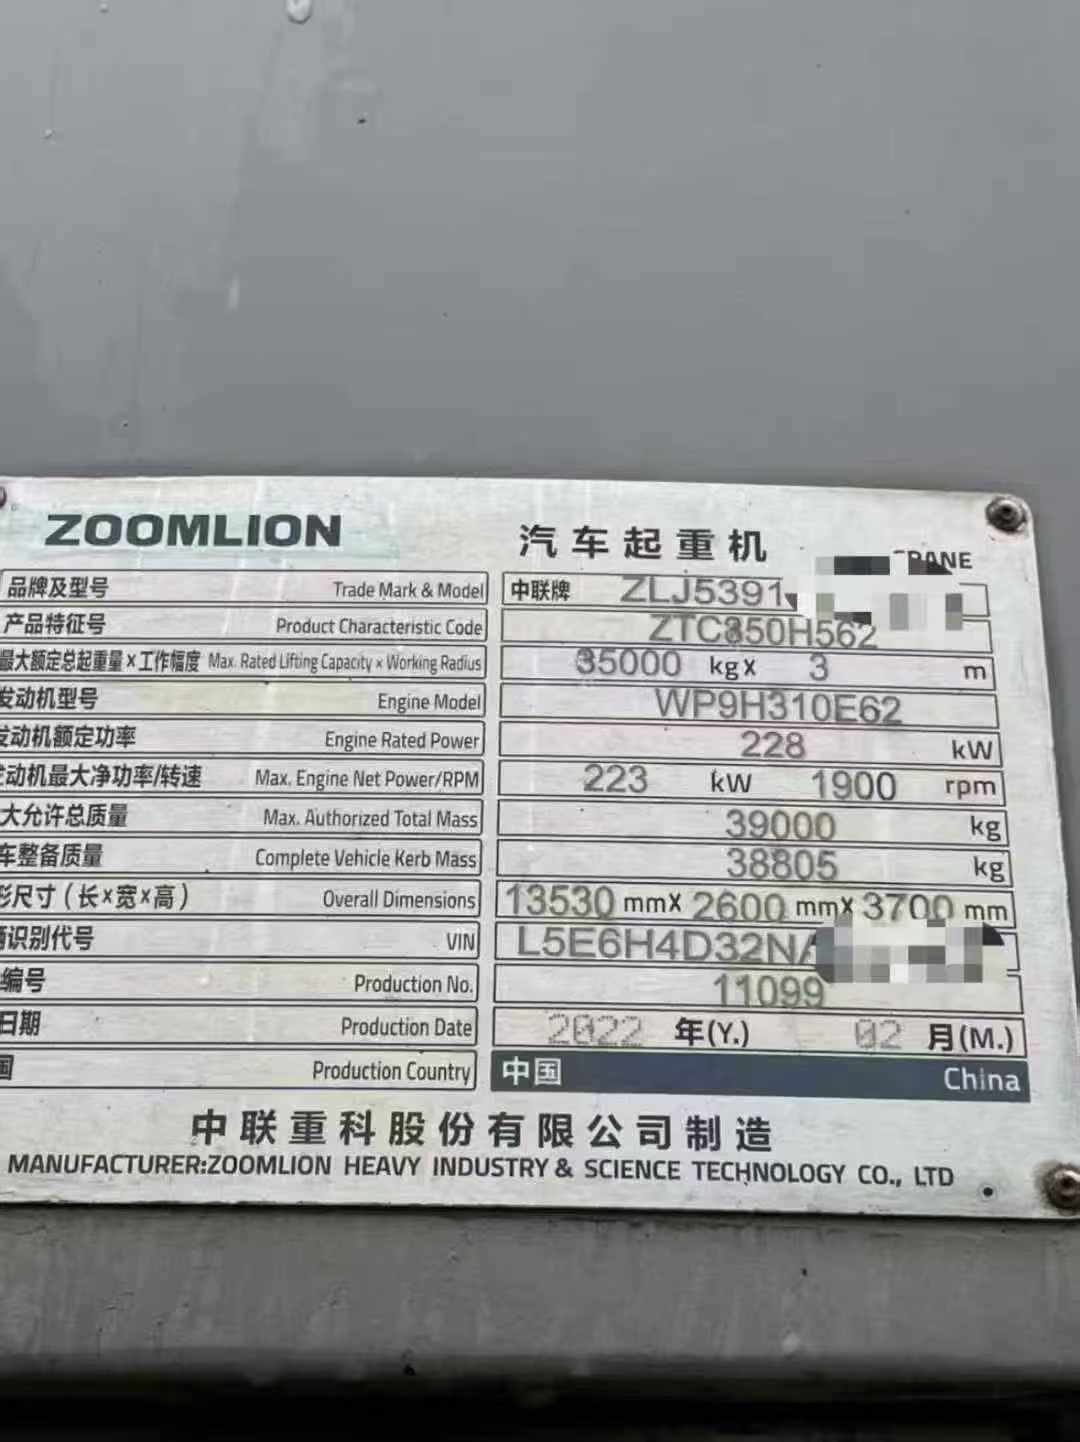 ZOOMLION 汽车起重机
品牌及型号 Trade Mark & Model 中联牌 ZLJ5391
产品特征号 Product Characteristic Code ZTC350H562
最大额定总起重量×工作幅度 Max. Rated Lifting Capacity × Working Radius 35000 kg× 3 m
发动机型号 Engine Model WP9H310E62
发动机额定功率 Engine Rated Power 228 kW
发动机最大净功率/转速 Max. Engine Net Power/RPM 223 kW 1900 rpm
大允许总质量 Max. Authorized Total Mass 39000 kg
车整备质量 Complete Vehicle Kerb Mass 38805 kg
形尺寸(长×宽×高) Overall Dimensions 13530 mm× 2600 mm× 3700 mm
识别代号 VIN L5E6H4D32NA
编号 Production No. 11099
日期 Production Date 2022 年(Y.) 02 月(M.)
国 Production Country 中国 China
中联重科股份有限公司制造
MANUFACTURER:ZOOMLION HEAVY INDUSTRY & SCIENCE TECHNOLOGY CO., LTD